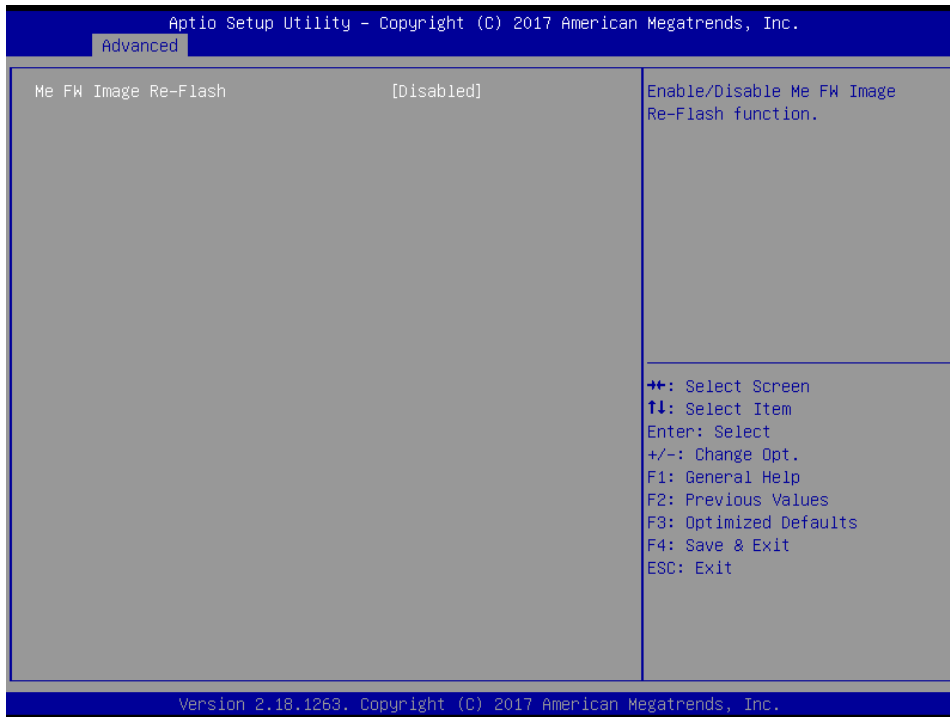 Aptio Setup Utility – Copyright (C) 2017 American Megatrends, Inc.
Advanced
Me FW Image Re-Flash [Disabled]
Enable/Disable Me FW Image
Re-Flash function.
→←: Select Screen
↑↓: Select Item
Enter: Select
+/-: Change Opt.
F1: General Help
F2: Previous Values
F3: Optimized Defaults
F4: Save & Exit
ESC: Exit
Version 2.18.1263. Copyright (C) 2017 American Megatrends, Inc.